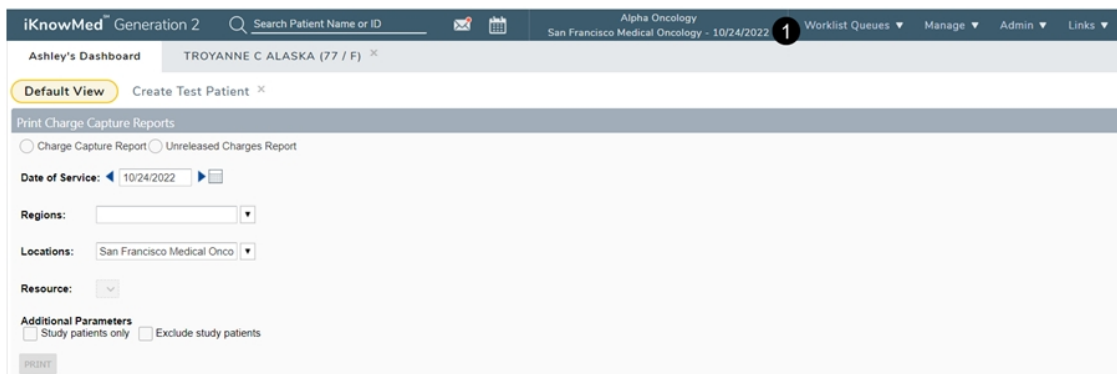 iKnowMed℠ Generation 2 Search Patient Name or ID Alpha Oncology
San Francisco Medical Oncology - 10/24/2022 1 Worklist Queues ▼ Manage ▼ Admin ▼ Links ▼
Ashley's Dashboard TROYANNE C ALASKA (77 / F) ×
Default View Create Test Patient ×
Print Charge Capture Reports
Charge Capture Report Unreleased Charges Report
Date of Service: 10/24/2022
Regions:
Locations: San Francisco Medical Onco
Resource:
Additional Parameters
Study patients only Exclude study patients
PRINT